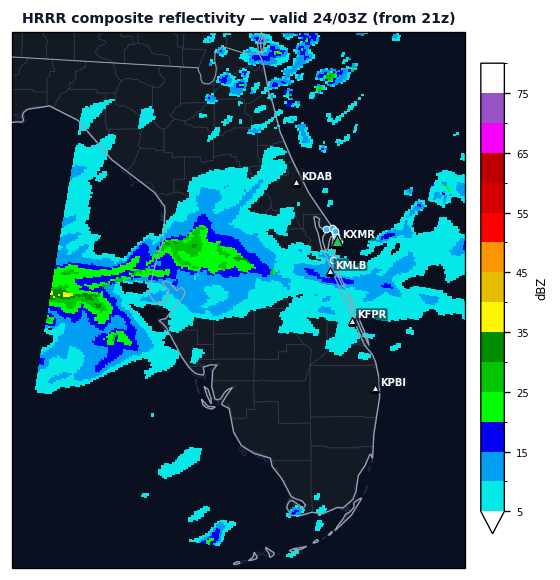 HRRR composite reflectivity — valid 24/03Z (from 21z)
KDAB
KXMR
KMLB
KFPR
KPBI
75
65
55
45
35
25
15
5
dBZ